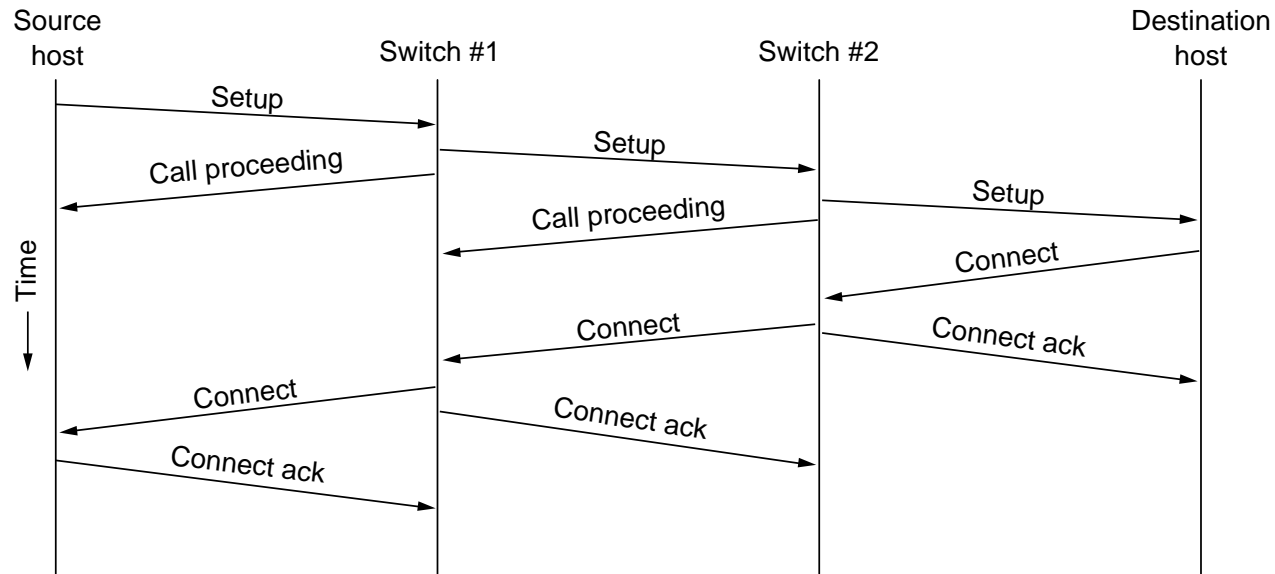 Source
host
Switch #1
Switch #2
Destination
host
Setup
Setup
Call proceeding
Setup
Call proceeding
Time
Connect
Connect
Connect ack
Connect
Connect ack
Connect ack